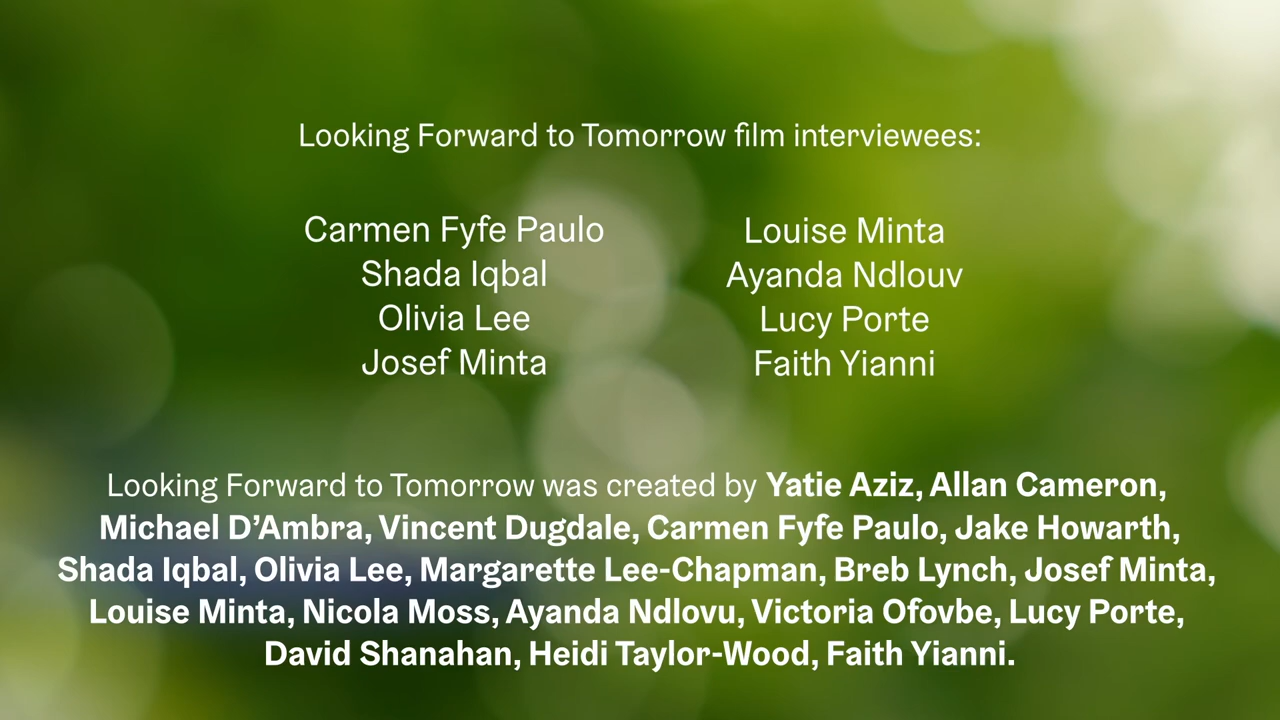 Looking Forward to Tomorrow film interviewees:
Carmen Fyfe Paulo
Shada Iqbal
Olivia Lee
Josef Minta
Louise Minta
Ayanda Ndlouv
Lucy Porte
Faith Yianni
Looking Forward to Tomorrow was created by Yatie Aziz, Allan Cameron,
Michael D’Ambra, Vincent Dugdale, Carmen Fyfe Paulo, Jake Howarth,
Shada Iqbal, Olivia Lee, Margarette Lee-Chapman, Breb Lynch, Josef Minta,
Louise Minta, Nicola Moss, Ayanda Ndlovu, Victoria Ofovbe, Lucy Porte,
David Shanahan, Heidi Taylor-Wood, Faith Yianni.